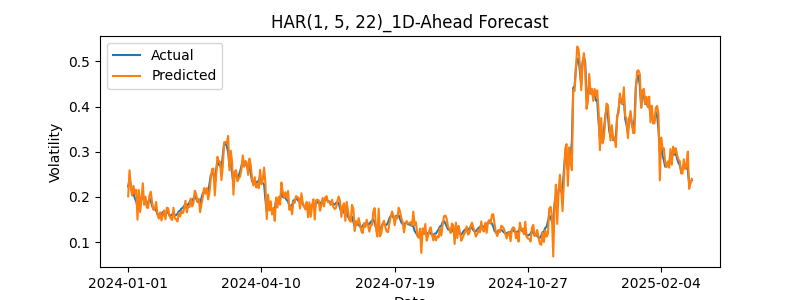 HAR(1, 5, 22)_1D-Ahead Forecast
Actual
Predicted
Volatility
0.5
0.4
0.3
0.2
0.1
2024-01-01
2024-04-10
2024-07-19
2024-10-27
2025-02-04